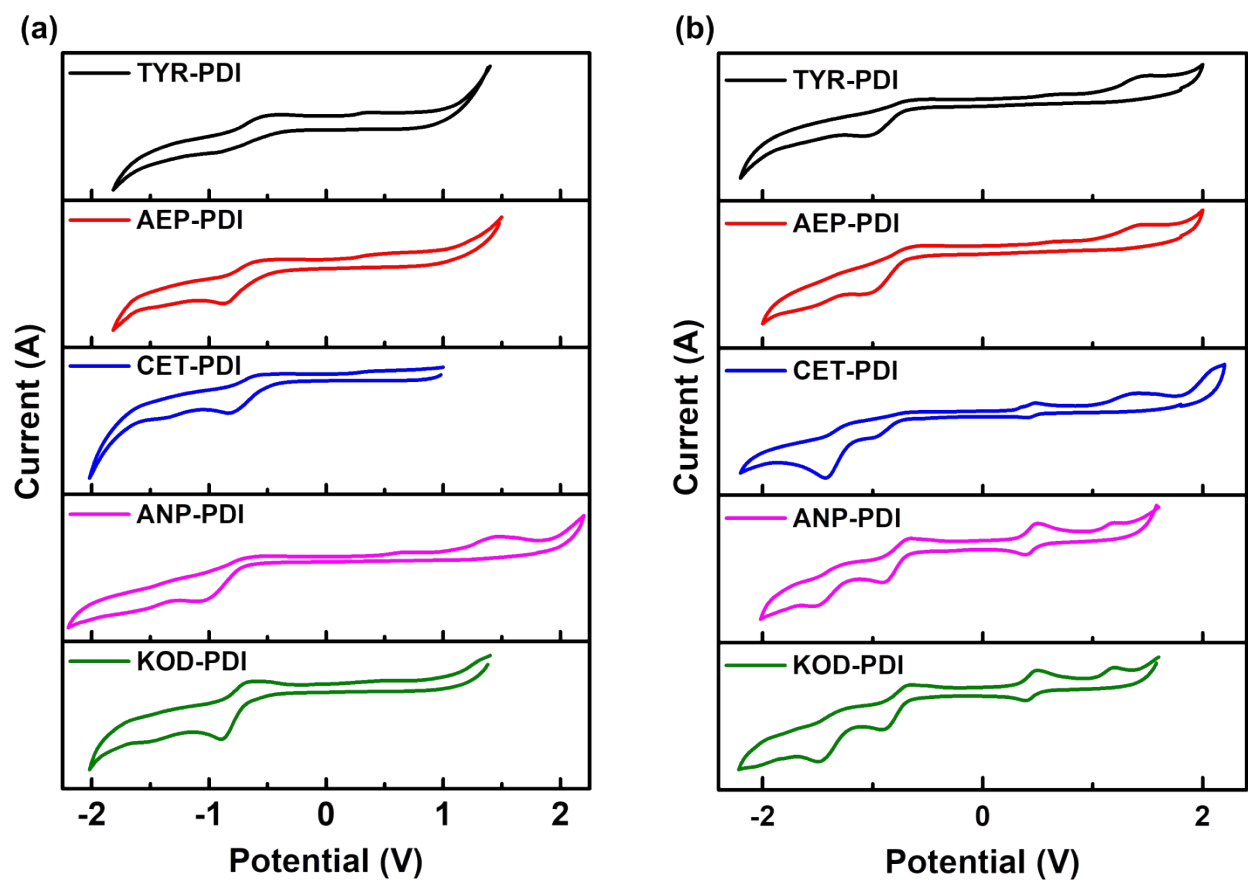 (a)
TYR-PDI
AEP-PDI
CET-PDI
ANP-PDI
KOD-PDI
Current (A)
-2 -1 0 1 2
Potential (V)
(b)
TYR-PDI
AEP-PDI
CET-PDI
ANP-PDI
KOD-PDI
Current (A)
-2 0 2
Potential (V)